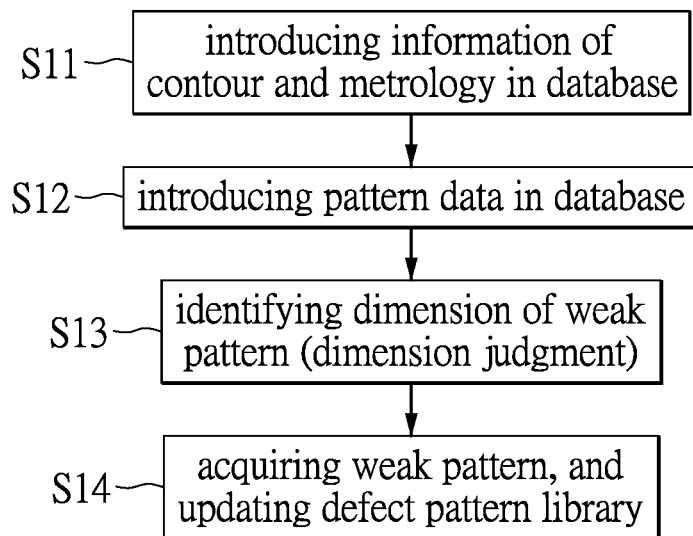 S11
introducing information of
contour and metrology in database
S12
introducing pattern data in database
S13
identifying dimension of weak
pattern (dimension judgment)
S14
acquiring weak pattern, and
updating defect pattern library